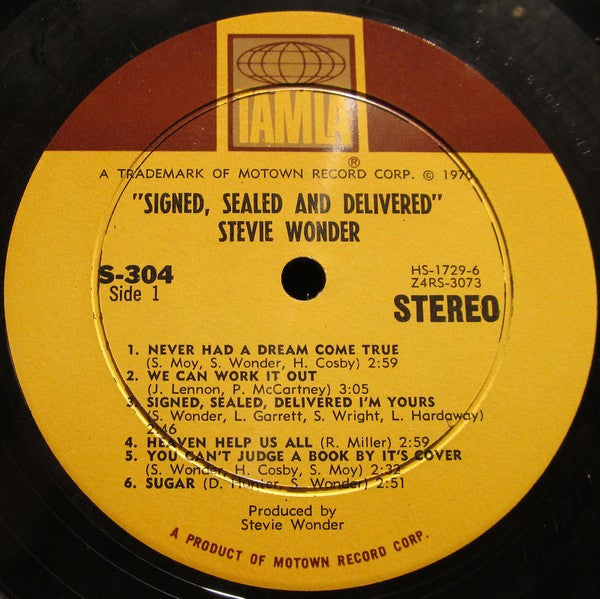 TAMLA
®
A TRADEMARK OF MOTOWN RECORD CORP. © 1970
"SIGNED, SEALED AND DELIVERED"
STEVIE WONDER
S-304
Side 1
HS-1729-6
Z4RS-3073
STEREO
1. NEVER HAD A DREAM COME TRUE
(S. Moy, S. Wonder, H. Cosby) 2:59
2. WE CAN WORK IT OUT
(J. Lennon, P. McCartney) 3:05
3. SIGNED, SEALED, DELIVERED I'M YOURS
(S. Wonder, L. Garrett, S. Wright, L. Hardaway)
2:46
4. HEAVEN HELP US ALL (R. Miller) 2:59
5. YOU CAN'T JUDGE A BOOK BY IT'S COVER
(S. Wonder, H. Cosby, S. Moy) 2:32
6. SUGAR (D. Hunter, S. Wonder) 2:51
Produced by
Stevie Wonder
A PRODUCT OF MOTOWN RECORD CORP.